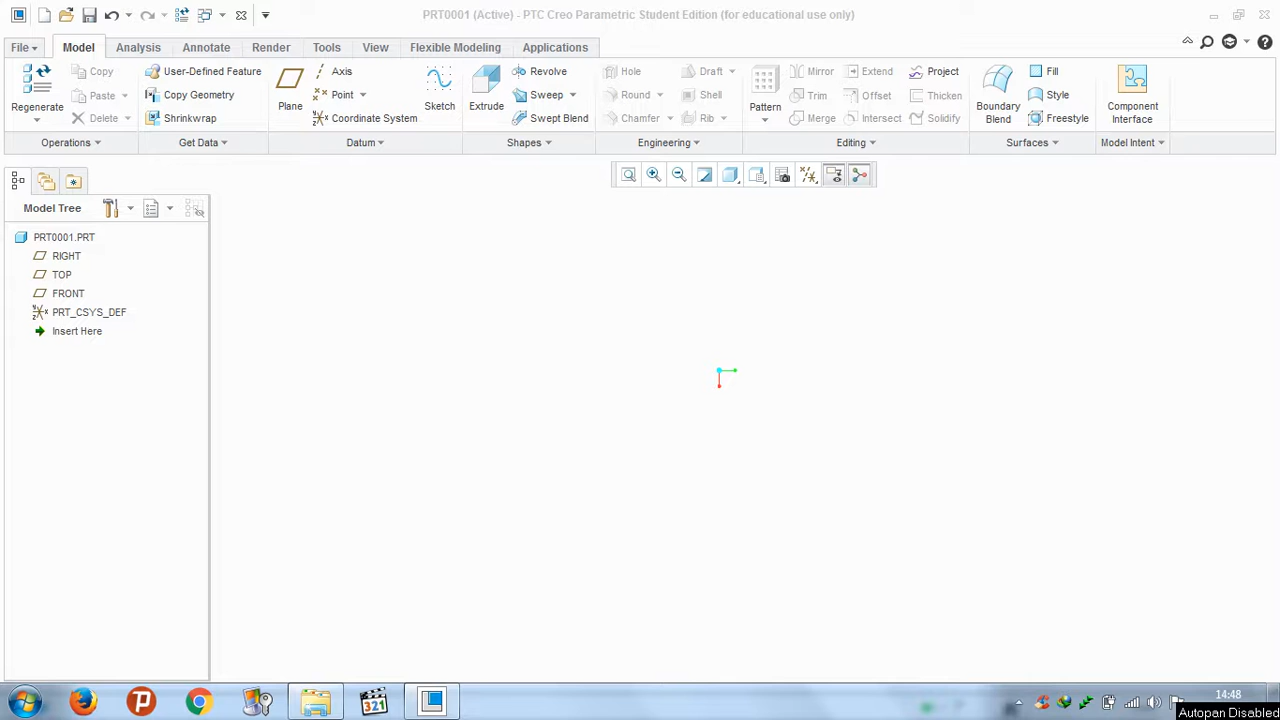 PRT0001 (Active) - PTC Creo Parametric Student Edition (for educational use only)
File Model Analysis Annotate Render Tools View Flexible Modeling Applications
Regenerate
Copy
Paste
Delete
Operations
User-Defined Feature
Copy Geometry
Shrinkwrap
Get Data
Plane
Axis
Point
Coordinate System
Sketch
Datum
Extrude
Revolve
Sweep
Swept Blend
Shapes
Hole
Round
Chamfer
Draft
Shell
Rib
Engineering
Pattern
Mirror
Trim
Merge
Extend
Offset
Intersect
Project
Thicken
Solidify
Editing
Boundary
Blend
Fill
Style
Freestyle
Surfaces
Component
Interface
Model Intent
Model Tree
PRT0001.PRT
RIGHT
TOP
FRONT
PRT_CSYS_DEF
Insert Here
321
14:48
Autopan Disabled